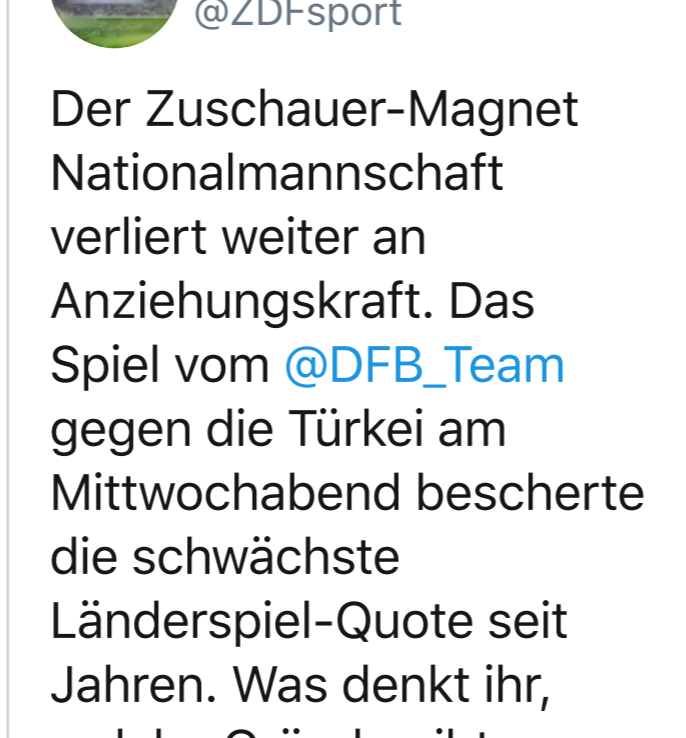 @ZDFsport
Der Zuschauer-Magnet
Nationalmannschaft
verliert weiter an
Anziehungskraft. Das
Spiel vom @DFB_Team
gegen die Türkei am
Mittwochabend bescherte
die schwächste
Länderspiel-Quote seit
Jahren. Was denkt ihr,